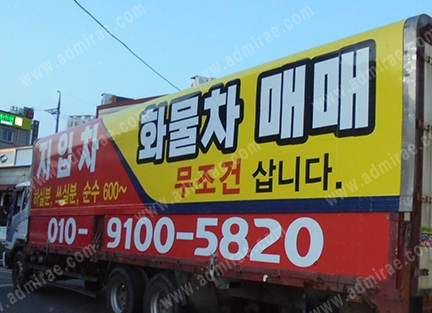 지입차
화물차 매매
하실분, 쓰실분, 순수 600~
무조건 삽니다.
010-9100-5820
www.admirae.com